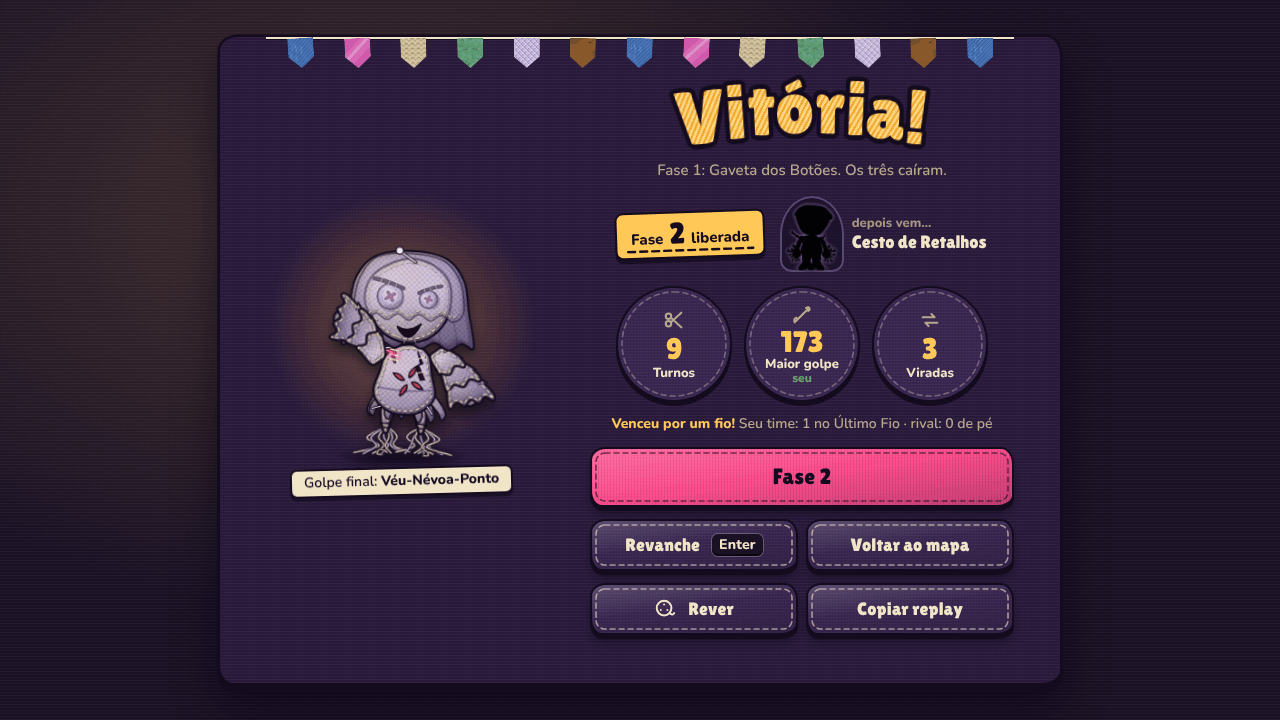 Vitória!
Fase 1: Gaveta dos Botões. Os três caíram.
Fase 2 liberada
depois vem...
Cesto de Retalhos
9
Turnos
173
Maior golpe
seu
3
Viradas
Venceu por um fio! Seu time: 1 no Último Fio · rival: 0 de pé
Golpe final: Véu-Névoa-Ponto
Fase 2
Revanche Enter
Voltar ao mapa
Rever
Copiar replay